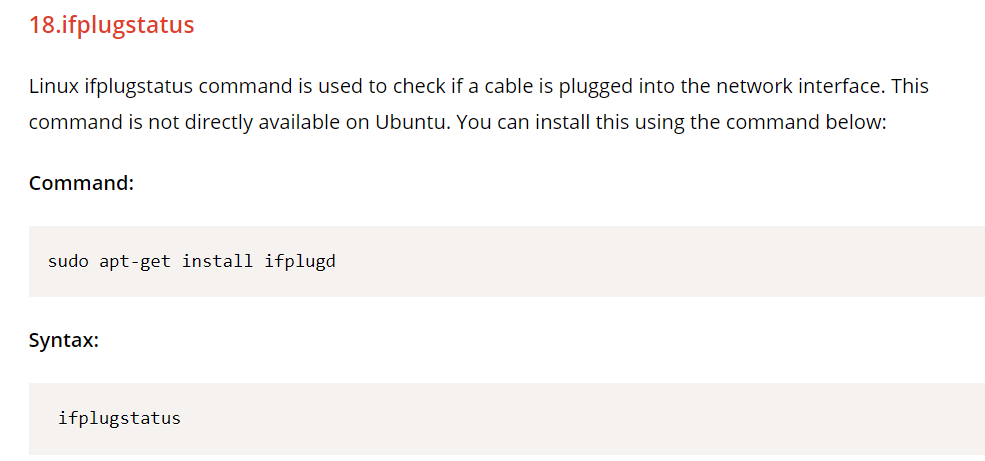 18.ifplugstatus
Linux ifplugstatus command is used to check if a cable is plugged into the network interface. This
command is not directly available on Ubuntu. You can install this using the command below:
Command:
sudo apt-get install ifplugd
Syntax:
ifplugstatus